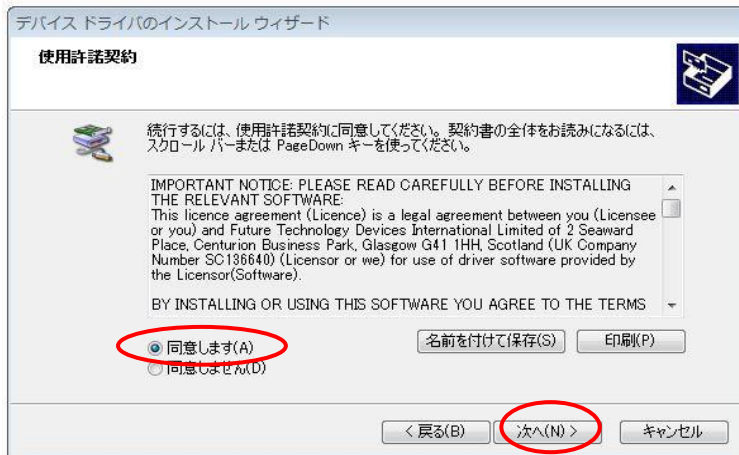 デバイス ドライバのインストール ウィザード
使用許諾契約
続行するには、使用許諾契約に同意してください。契約書の全体をお読みになるには、
スクロール バーまたは PageDown キーを使ってください。
IMPORTANT NOTICE: PLEASE READ CAREFULLY BEFORE INSTALLING
THE RELEVANT SOFTWARE:
This licence agreement (Licence) is a legal agreement between you (Licensee
or you) and Future Technology Devices International Limited of 2 Seaward
Place, Centurion Business Park, Glasgow G41 1HH, Scotland (UK Company
Number SC136640) (Licensor or we) for use of driver software provided by
the Licensor(Software).
BY INSTALLING OR USING THIS SOFTWARE YOU AGREE TO THE TERMS
同意します(A)
名前を付けて保存(S)
印刷(P)
同意しません(D)
< 戻る(B)
次へ(N) >
キャンセル